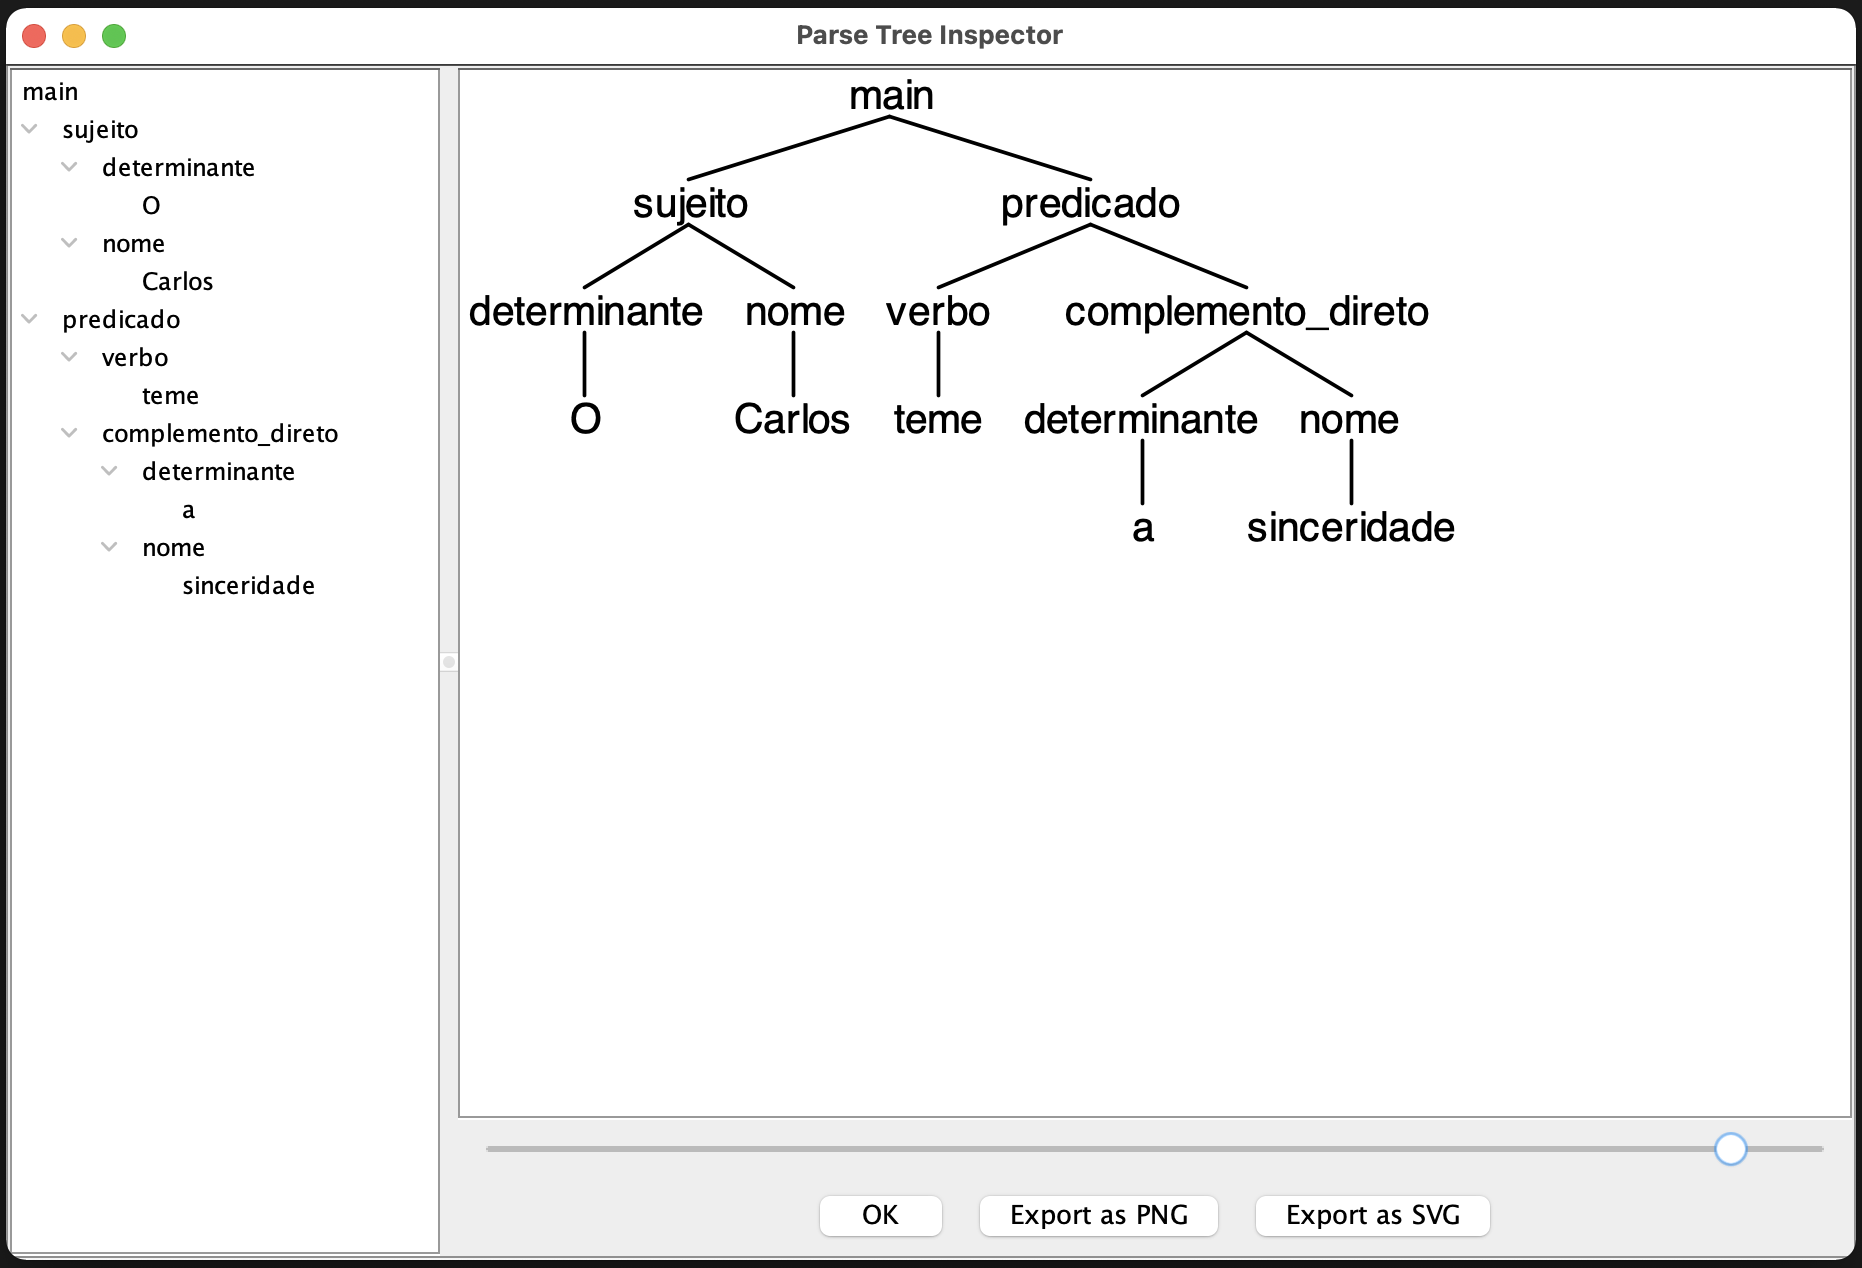 Parse Tree Inspector
main
sujeito
determinante
O
nome
Carlos
predicado
verbo
teme
complemento_direto
determinante
a
nome
sinceridade
main
sujeito predicado
determinante nome verbo complemento_direto
O Carlos teme determinante nome
a sinceridade
OK Export as PNG Export as SVG